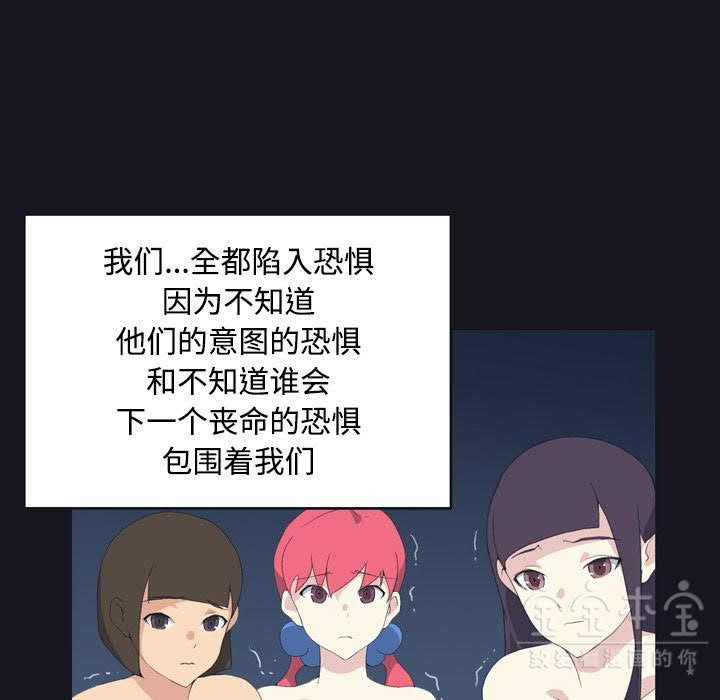 我们...全都陷入恐惧
因为不知道
他们的意图的恐惧
和不知道谁会
下一个丧命的恐惧
包围着我们